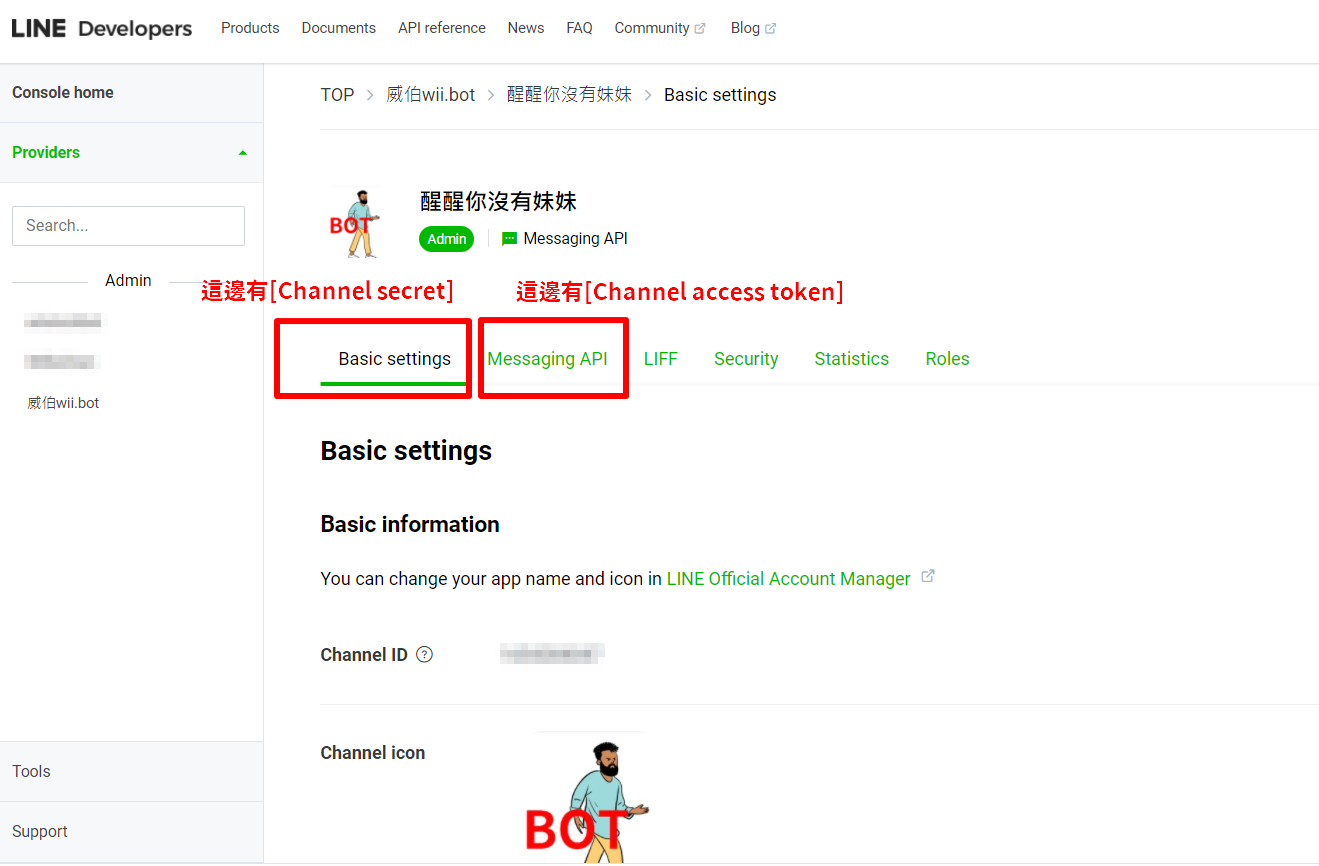 LINE Developers Products Documents API reference News FAQ Community Blog
Console home
TOP > 威伯wii.bot > 醒醒你沒有妹妹 > Basic settings
Providers
醒醒你沒有妹妹
BOT
Search...
Admin Messaging API
Admin
這邊有[Channel secret] 這邊有[Channel access token]
Basic settings Messaging API LIFF Security Statistics Roles
威伯wii.bot
Basic settings
Basic information
You can change your app name and icon in LINE Official Account Manager
Channel ID ?
Channel icon
BOT
Tools
Support